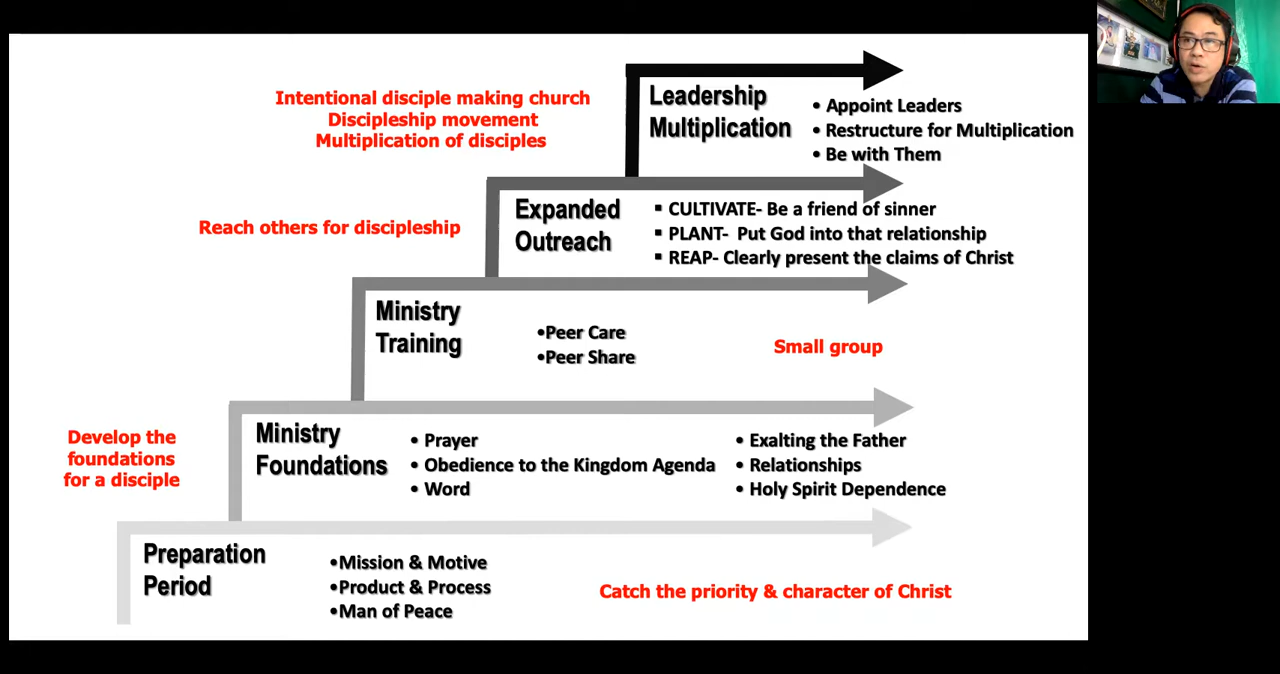 Intentional disciple making church
Discipleship movement
Multiplication of disciples
Leadership
Multiplication
• Appoint Leaders
• Restructure for Multiplication
• Be with Them
Reach others for discipleship
Expanded
Outreach
▪ CULTIVATE- Be a friend of sinner
▪ PLANT- Put God into that relationship
▪ REAP- Clearly present the claims of Christ
Ministry
Training
•Peer Care
•Peer Share
Small group
Develop the
foundations
for a disciple
Ministry
Foundations
• Prayer
• Obedience to the Kingdom Agenda
• Word
• Exalting the Father
• Relationships
• Holy Spirit Dependence
Preparation
Period
•Mission & Motive
•Product & Process
•Man of Peace
Catch the priority & character of Christ